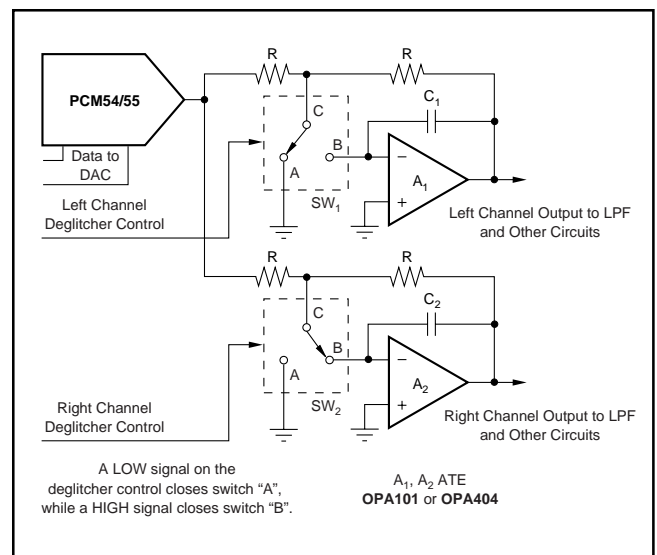 R
R
PCM54/55
C
C1
B
A
A1
−
+
Data to
DAC
SW1
Left Channel
Deglitcher Control
Left Channel Output to LPF
and Other Circuits
R
R
C
C2
B
A
A2
−
+
SW2
Right Channel
Deglitcher Control
Right Channel Output to LPF
and Other Circuits
A LOW signal on the
deglitcher control closes switch “A”,
while a HIGH signal closes switch “B”.
A1, A2 ATE
OPA101 or OPA404